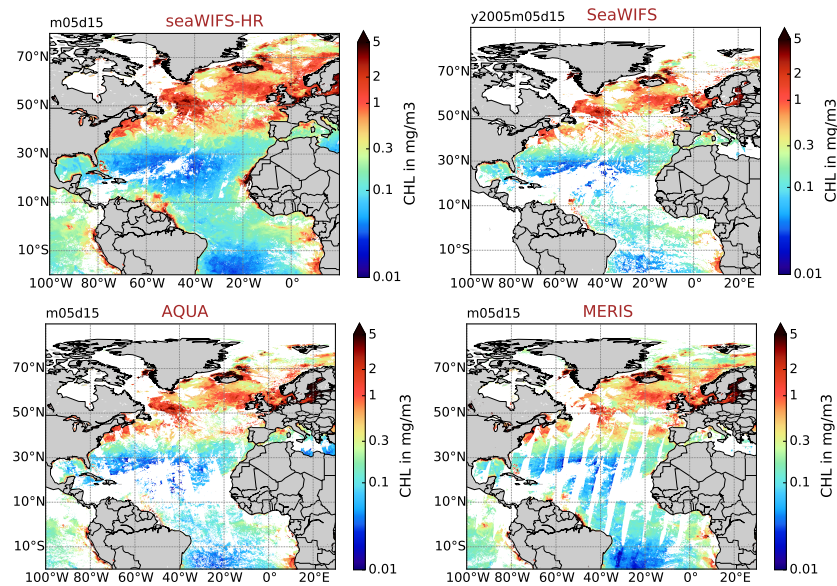 m05d15
seaWIFS-HR
70°N
50°N
30°N
10°N
10°S
100°W 80°W 60°W 40°W 20°W 0°
5
2
1
0.3
0.1
0.01
CHL in mg/m3
y2005m05d15
SeaWIFS
70°N
50°N
30°N
10°N
10°S
100°W 80°W 60°W 40°W 20°W 0° 20°E
5
2
1
0.3
0.1
0.01
CHL in mg/m3
m05d15
AQUA
70°N
50°N
30°N
10°N
10°S
100°W 80°W 60°W 40°W 20°W 0° 20°E
5
2
1
0.3
0.1
0.01
CHL in mg/m3
m05d15
MERIS
70°N
50°N
30°N
10°N
10°S
100°W 80°W 60°W 40°W 20°W 0° 20°E
5
2
1
0.3
0.1
0.01
CHL in mg/m3